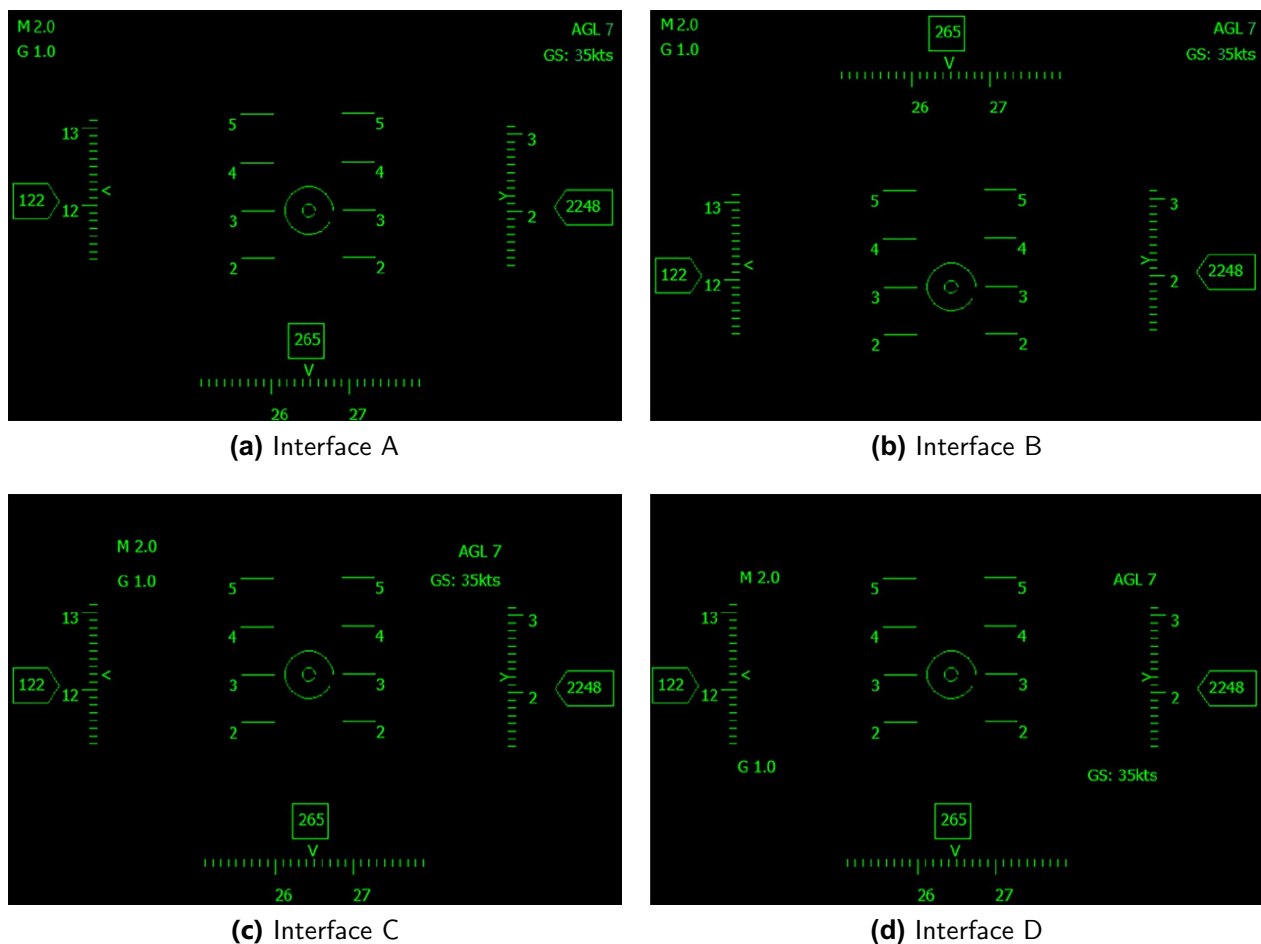 M 2.0 AGL 7
G 1.0 GS: 35kts
13 5 5 3
4 4
122 12 3 3 2 2248
2 2
265
V
26 27
(a) Interface A
M 2.0 265 AGL 7
G 1.0 V GS: 35kts
26 27
13 5 5 3
4 4
122 12 3 3 2 2248
2 2
(b) Interface B
M 2.0 AGL 7
G 1.0 5 5 GS: 35kts
13 4 4 3
122 12 3 3 2 2248
2 2
265
V
26 27
(c) Interface C
M 2.0 5 5 AGL 7
13 4 4 3
122 12 3 3 2 2248
2 2
G 1.0 GS: 35kts
265
V
26 27
(d) Interface D